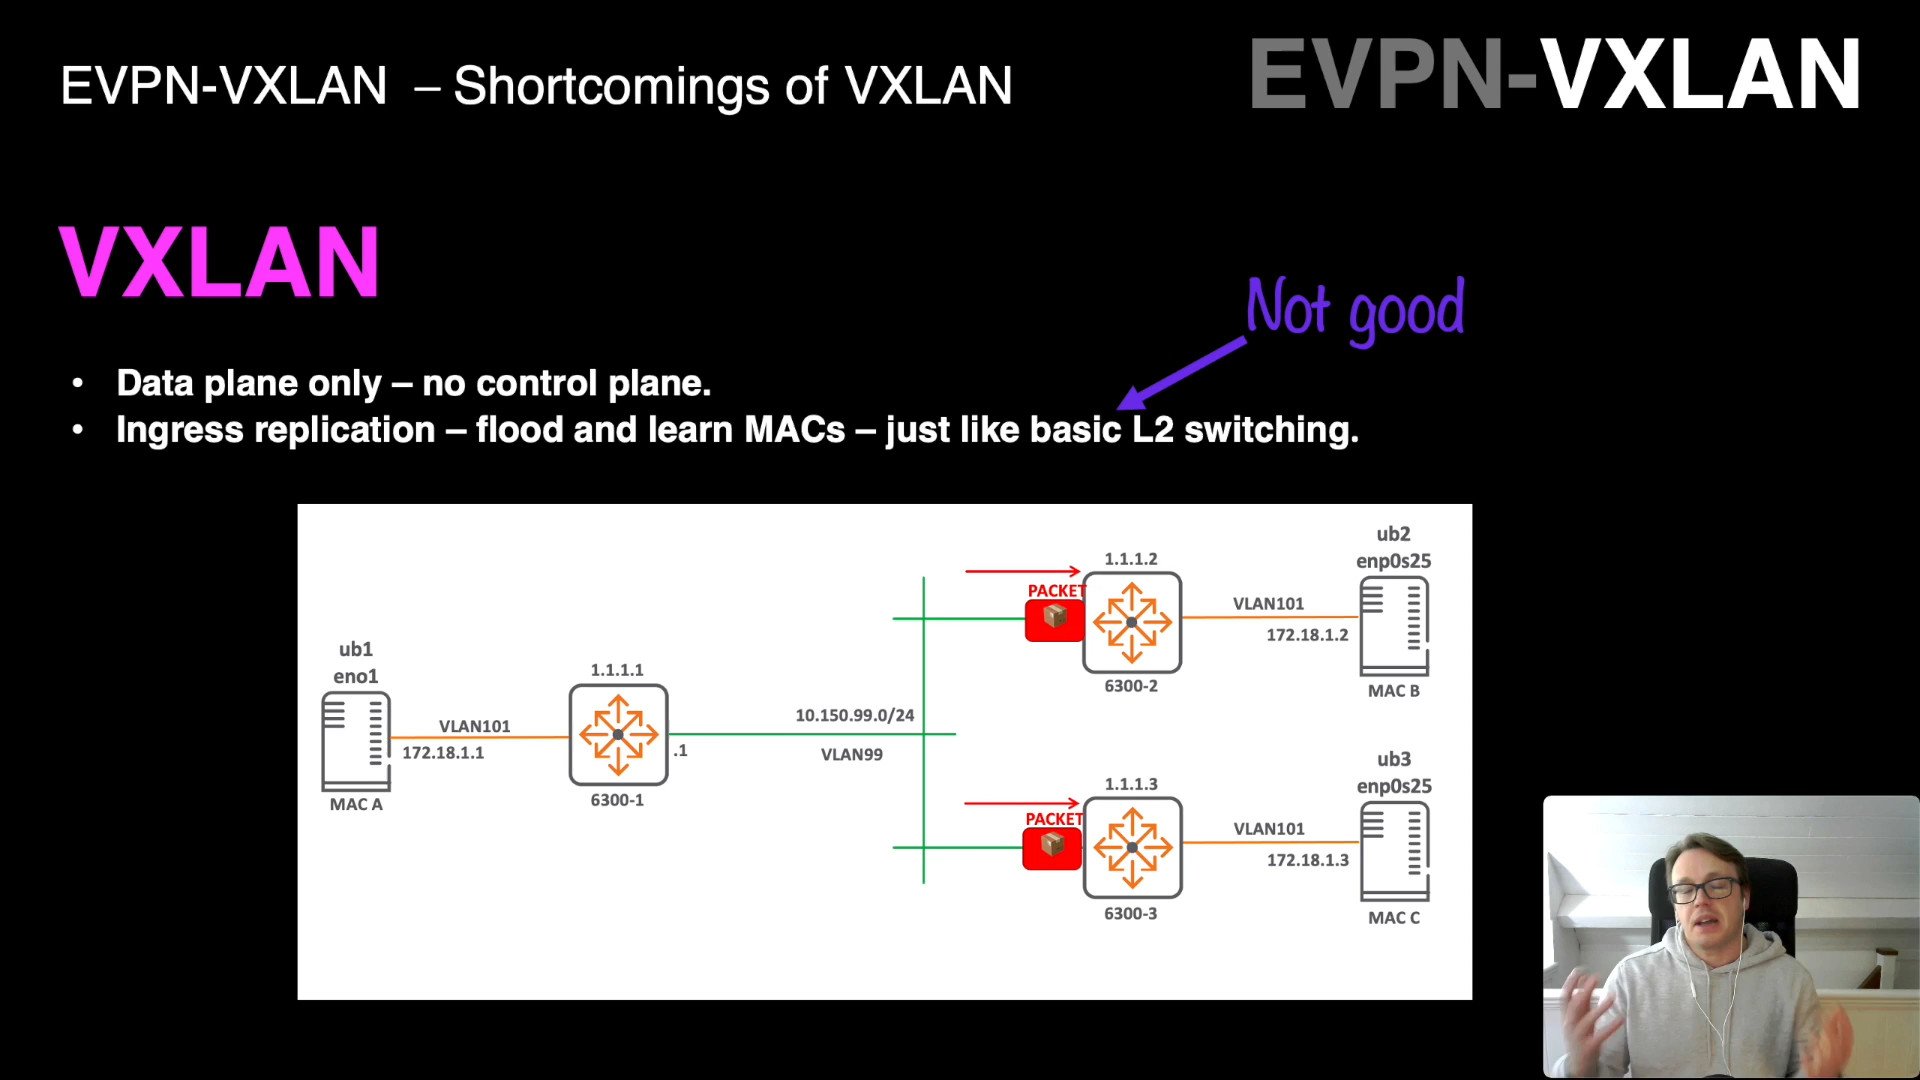 EVPN-VXLAN – Shortcomings of VXLAN
EVPN-VXLAN
VXLAN
Not good
• Data plane only – no control plane.
• Ingress replication – flood and learn MACs – just like basic L2 switching.
ub1
eno1
VLAN101
172.18.1.1
MAC A
1.1.1.1
.1
6300-1
10.150.99.0/24
VLAN99
1.1.1.2
PACKET
6300-2
VLAN101
172.18.1.2
ub2
enp0s25
MAC B
1.1.1.3
PACKET
6300-3
VLAN101
172.18.1.3
ub3
enp0s25
MAC C